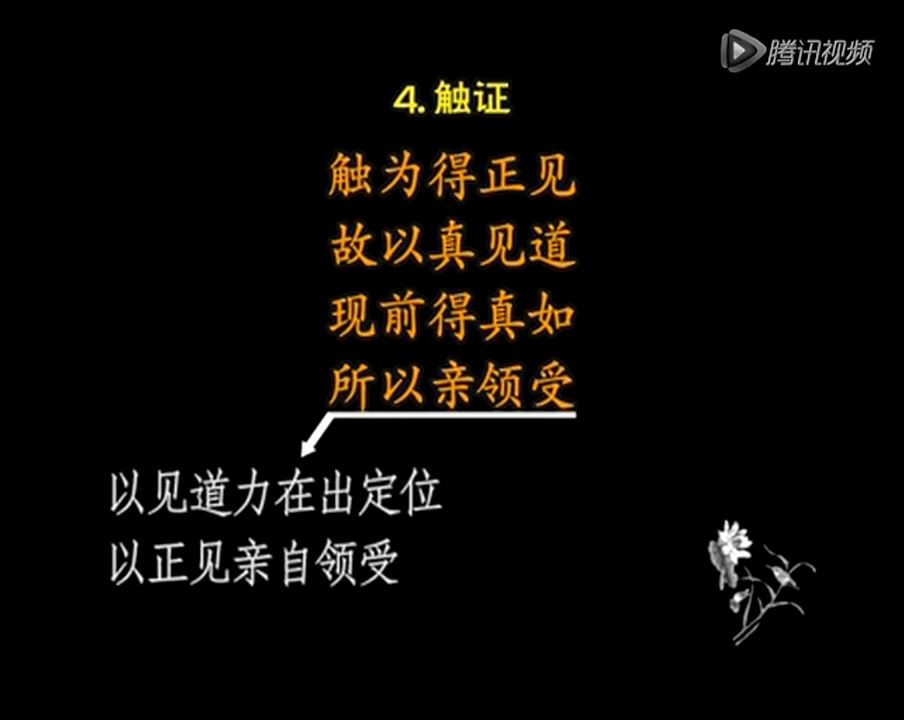 腾讯视频
4.触证
触为得正见
故以真见道
现前得真如
所以亲领受
以见道力在出定位
以正见亲自领受